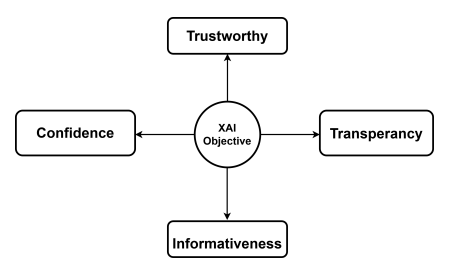 Trustworthy
Confidence
XAI
Objective
Transperancy
Informativeness